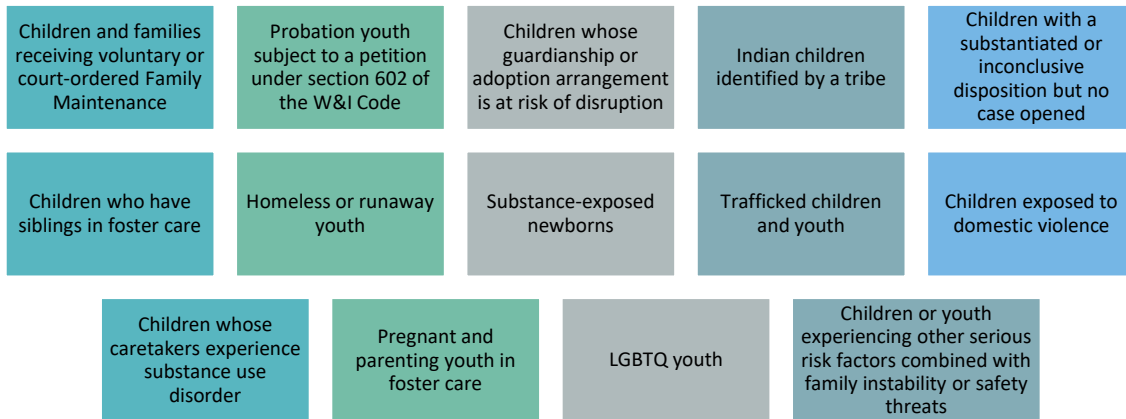 Children and families
receiving voluntary or
court-ordered Family
Maintenance
Probation youth
subject to a petition
under section 602 of
the W&I Code
Children whose
guardianship or
adoption arrangement
is at risk of disruption
Indian children
identified by a tribe
Children with a
substantiated or
inconclusive
disposition but no
case opened
Children who have
siblings in foster care
Homeless or runaway
youth
Substance-exposed
newborns
Trafficked children
and youth
Children exposed to
domestic violence
Children whose
caretakers experience
substance use
disorder
Pregnant and
parenting youth in
foster care
LGBTQ youth
Children or youth
experiencing other serious
risk factors combined with
family instability or safety
threats